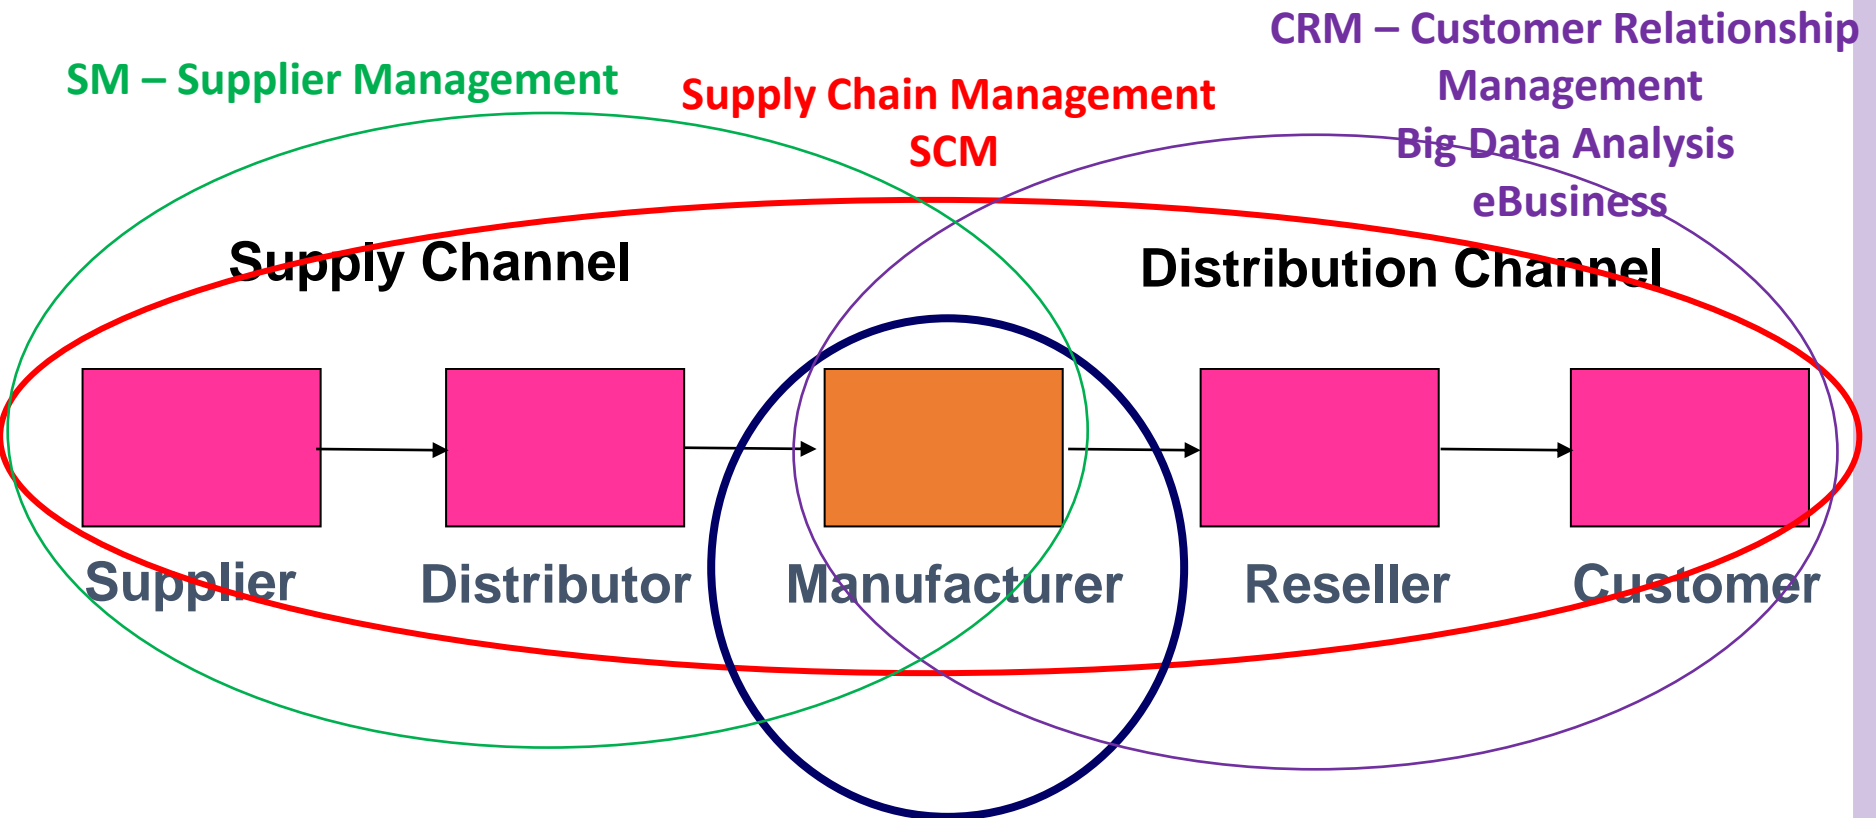 CRM – Customer Relationship
Management
Big Data Analysis
eBusiness
SM – Supplier Management
Supply Chain Management
SCM
Supply Channel
Distribution Channel
Supplier
Distributor
Manufacturer
Reseller
Customer